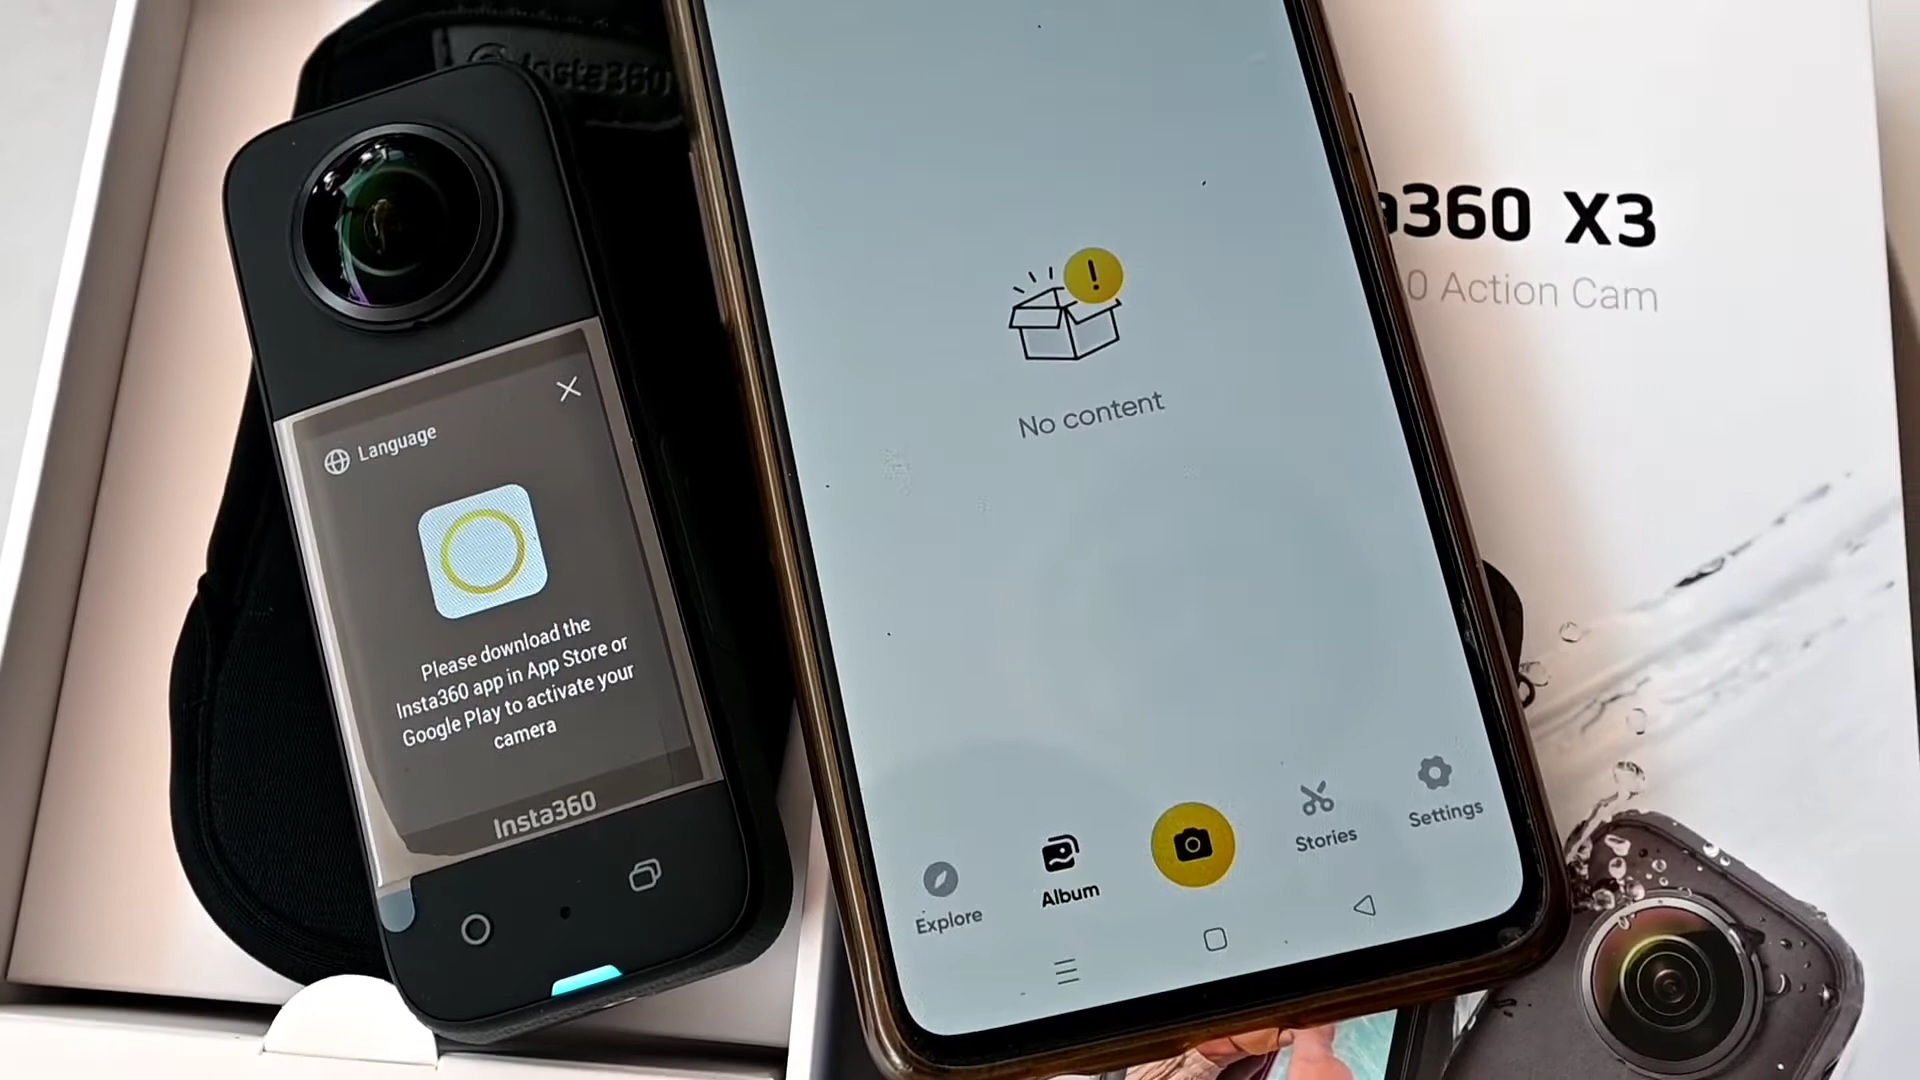 Insta360
Language
Please download the
Insta360 app in App Store or
Google Play to activate your
camera
Insta360
No content
Explore
Album
Stories
Settings
a360 X3
0 Action Cam